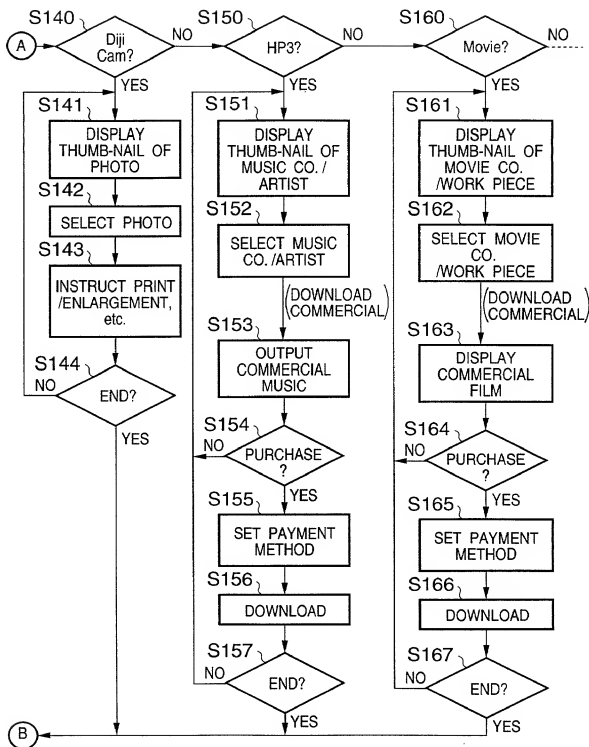 S140
S150
S160
A
Diji
Cam?
NO
HP3?
NO
Movie?
NO
YES
YES
YES
S141
DISPLAY
THUMB-NAIL OF
PHOTO
S142
SELECT PHOTO
S143
INSTRUCT PRINT
/ENLARGEMENT,
etc.
S144
NO
END?
YES
S151
DISPLAY
THUMB-NAIL OF
MUSIC CO./
ARTIST
S152
SELECT MUSIC
CO./ARTIST
(DOWNLOAD
COMMERCIAL)
S153
OUTPUT
COMMERCIAL
MUSIC
S154
NO
PURCHASE
?
YES
S155
SET PAYMENT
METHOD
S156
DOWNLOAD
S157
NO
END?
YES
S161
DISPLAY
THUMB-NAIL OF
MOVIE CO.
/WORK PIECE
S162
SELECT MOVIE
CO.
/WORK PIECE
(DOWNLOAD
COMMERCIAL)
S163
DISPLAY
COMMERCIAL
FILM
S164
NO
PURCHASE
?
YES
S165
SET PAYMENT
METHOD
S166
DOWNLOAD
S167
NO
END?
YES
B